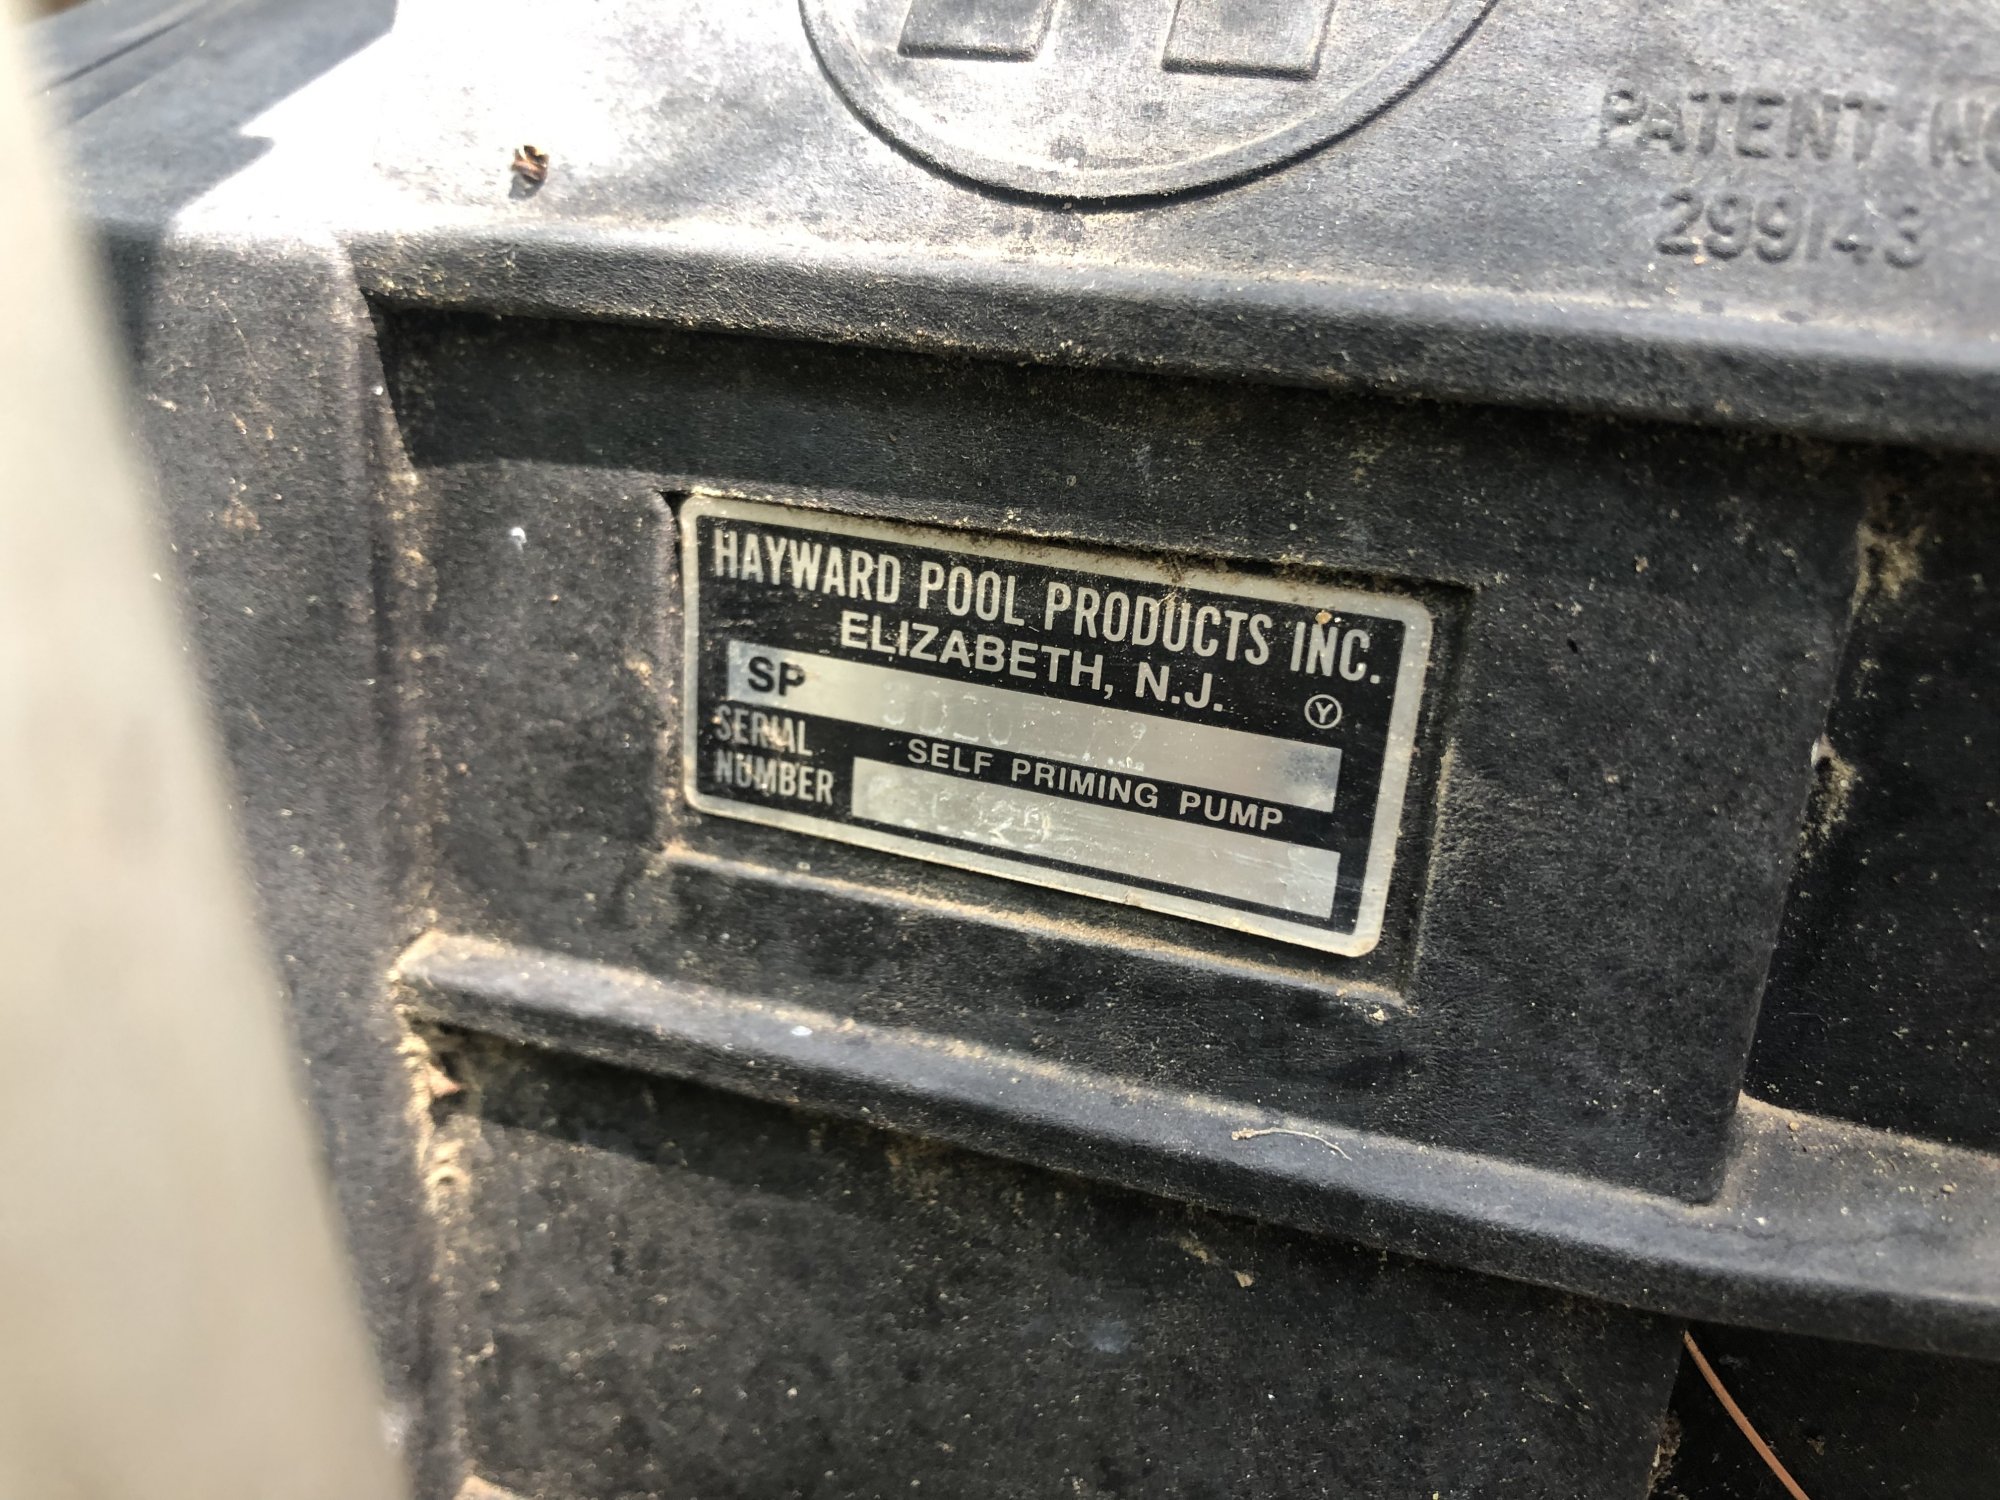 PATENT NO
299143
HAYWARD POOL PRODUCTS INC.
ELIZABETH, N.J.
Y
SP
SELF PRIMING PUMP
SERIAL
NUMBER